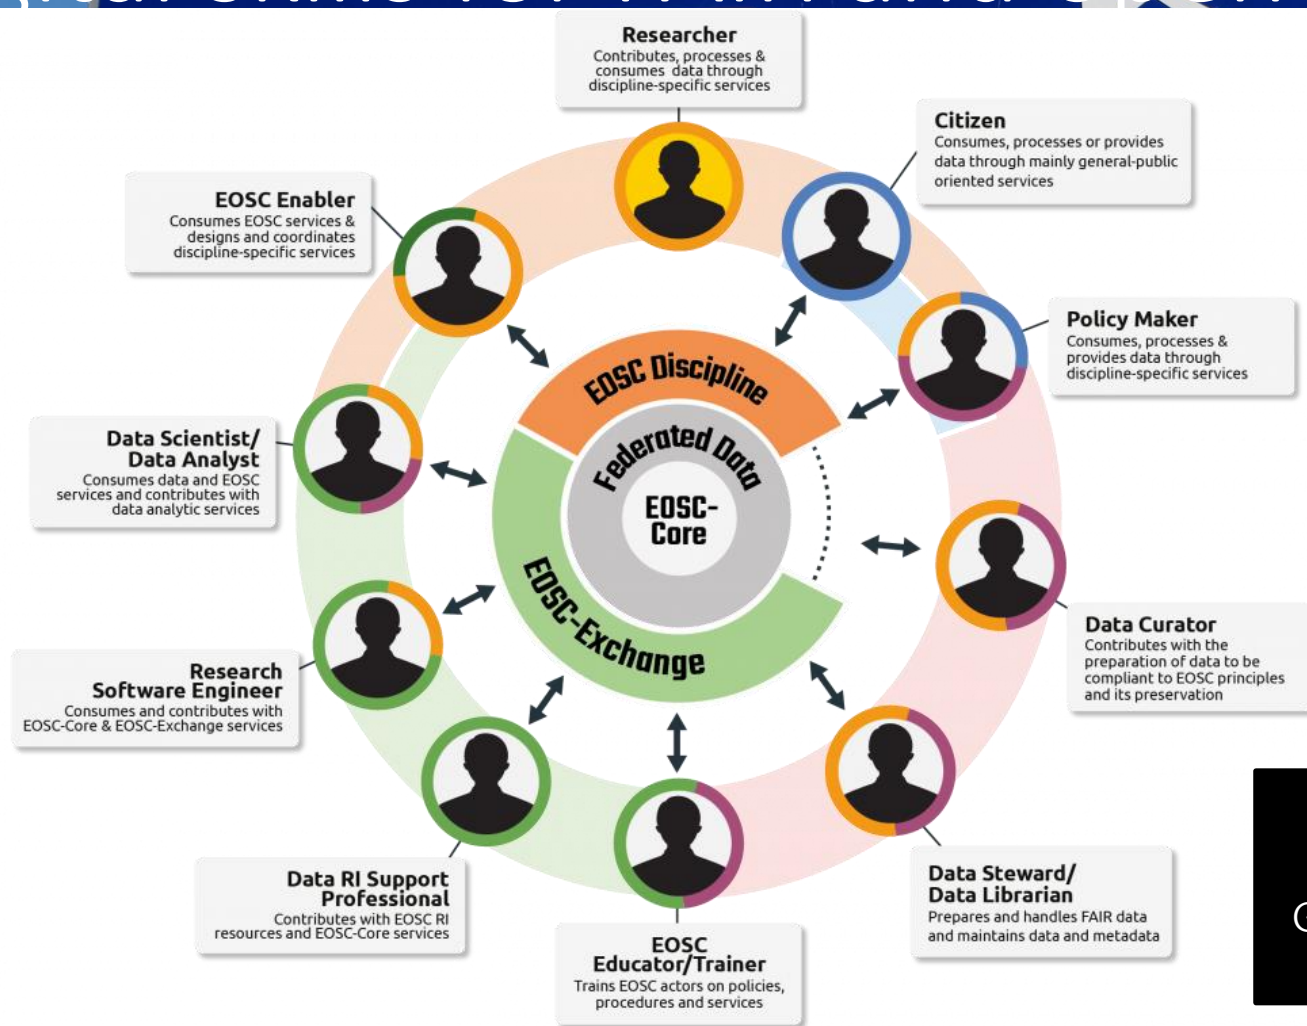 Researcher
Contributes, processes &
consumes data through
discipline-specific services
Citizen
Consumes, processes or provides
data through mainly general-public
oriented services
EOSC Enabler
Consumes EOSC services &
designs and coordinates
discipline-specific services
Policy Maker
Consumes, processes &
provides data through
discipline-specific services
EOSC Discipline
Federated Data
EOSC-
Core
EOSC-Exchange
Data Scientist/
Data Analyst
Consumes data and EOSC
services and contributes with
data analytic services
Data Curator
Contributes with the
preparation of data to be
compliant to EOSC principles
and its preservation
Research
Software Engineer
Consumes and contributes with
EOSC-Core & EOSC-Exchange services
Data RI Support
Professional
Contributes with EOSC RI
resources and EOSC-Core services
Data Steward/
Data Librarian
Prepares and handles FAIR data
and maintains data and metadata
EOSC
Educator/Trainer
Trains EOSC actors on policies,
procedures and services